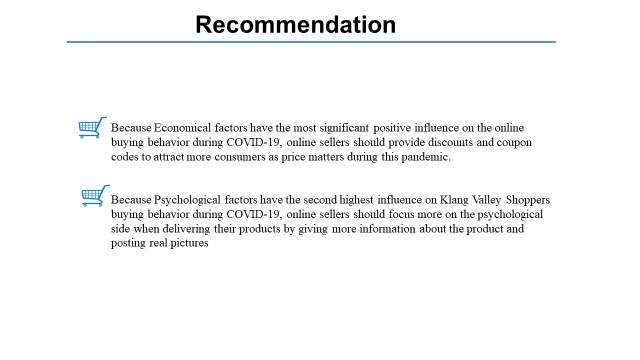 Recommendation
Because Economical factors have the most significant positive influence on the online
buying behavior during COVID-19, online sellers should provide discounts and coupon
codes to attract more consumers as price matters during this pandemic.
Because Psychological factors have the second highest influence on Klang Valley Shoppers
buying behavior during COVID-19, online sellers should focus more on the psychological
side when delivering their products by giving more information about the product and
posting real pictures